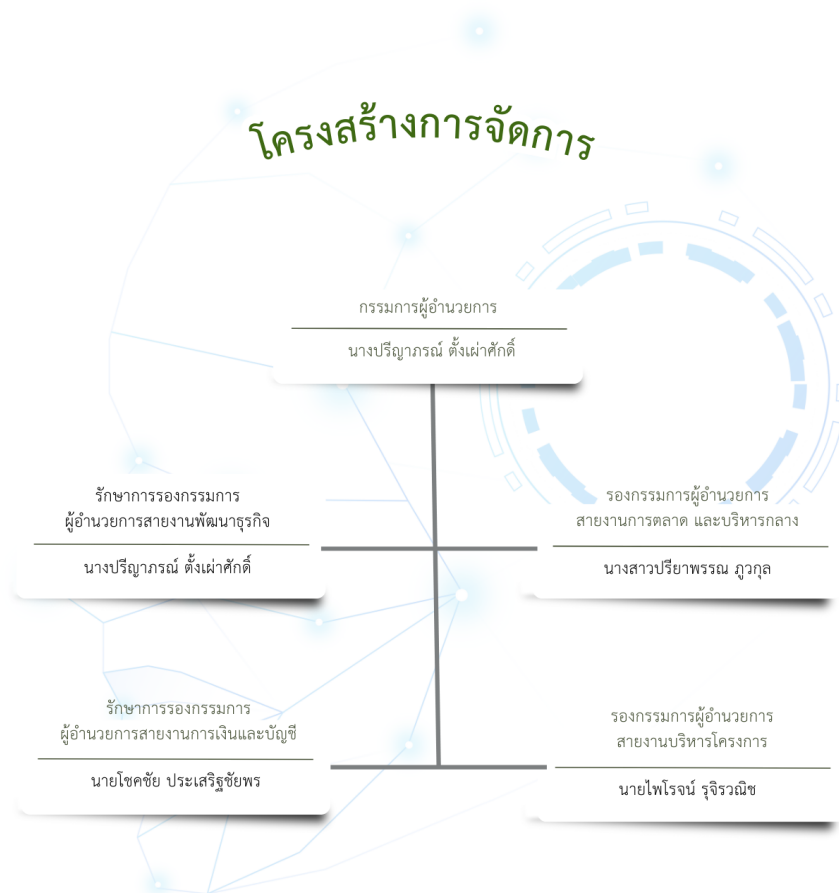 โครงสร้างการจัดการ
กรรมการผู้อำนวยการ
นางปรีญาภรณ์ ตั้งเผ่าศักดิ์
รักษาการรองกรรมการ
ผู้อำนวยการสายงานพัฒนาธุรกิจ
นางปรีญาภรณ์ ตั้งเผ่าศักดิ์
รองกรรมการผู้อำนวยการ
สายงานการตลาด และบริหารกลาง
นางสาวปรียาพรรณ ภูวกุล
รักษาการรองกรรมการ
ผู้อำนวยการสายงานการเงินและบัญชี
นายโชคชัย ประเสริฐชัยพร
รองกรรมการผู้อำนวยการ
สายงานบริหารโครงการ
นายไพโรจน์ รุจิรวณิช